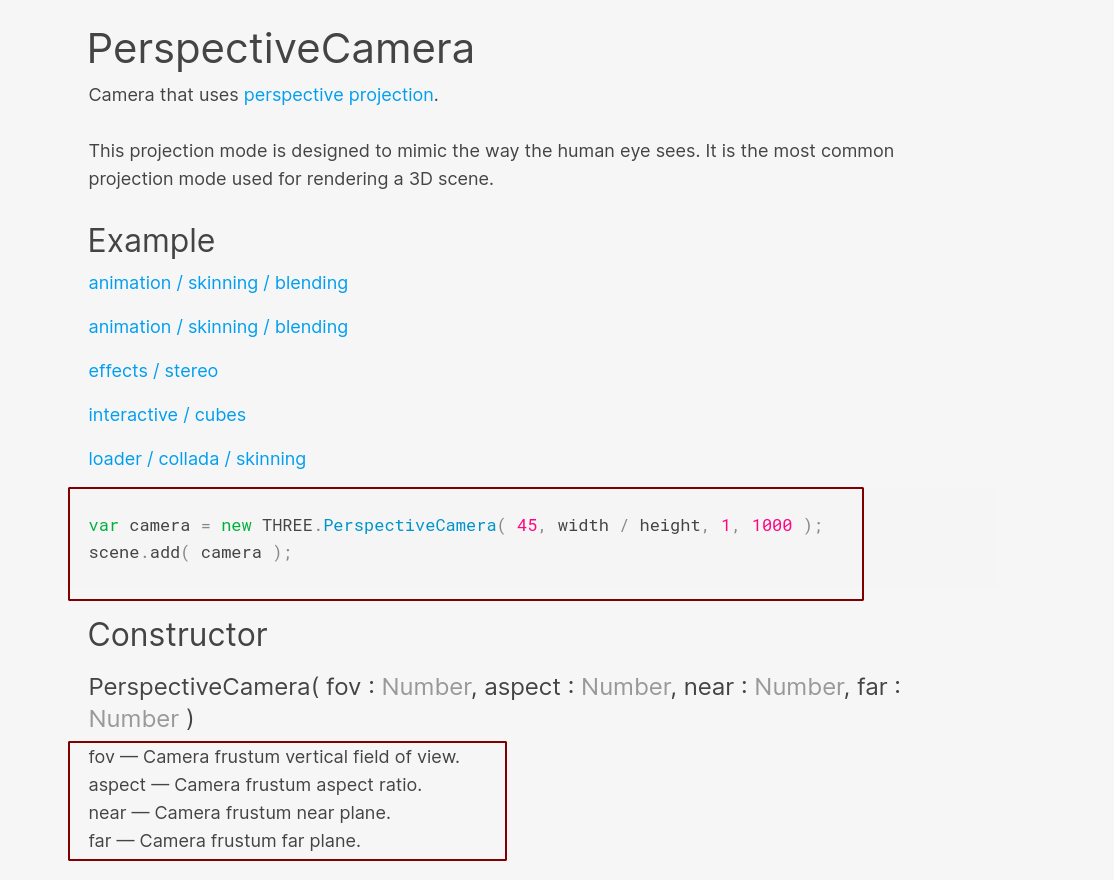 PerspectiveCamera
Camera that uses perspective projection.
This projection mode is designed to mimic the way the human eye sees. It is the most common
projection mode used for rendering a 3D scene.
Example
animation / skinning / blending
animation / skinning / blending
effects / stereo
interactive / cubes
loader / collada / skinning
var camera = new THREE.PerspectiveCamera( 45, width / height, 1, 1000 );
scene.add( camera );
Constructor
PerspectiveCamera( fov : Number, aspect : Number, near : Number, far :
Number )
fov — Camera frustum vertical field of view.
aspect — Camera frustum aspect ratio.
near — Camera frustum near plane.
far — Camera frustum far plane.